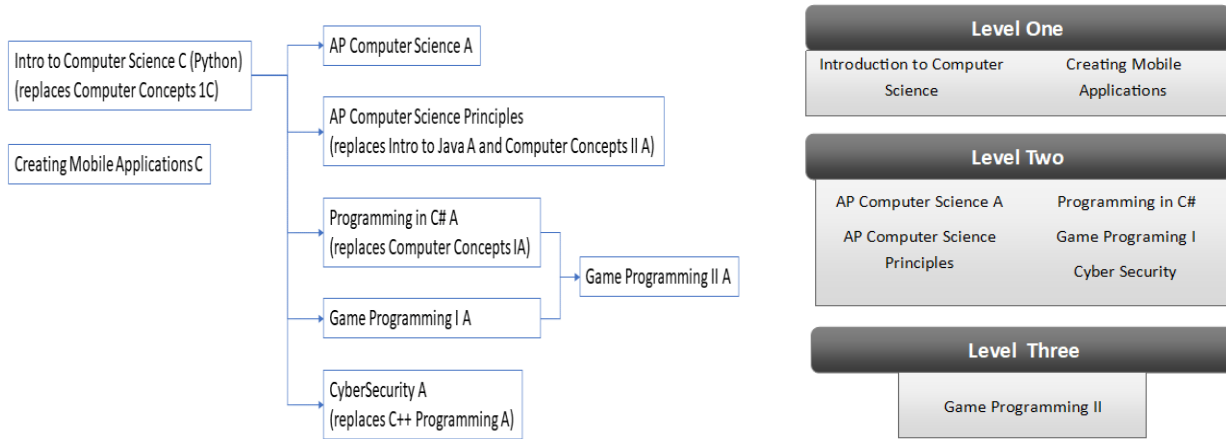 Intro to Computer Science C (Python)
(replaces Computer Concepts 1C)
Creating Mobile Applications C
AP Computer Science A
AP Computer Science Principles
(replaces Intro to Java A and Computer Concepts II A)
Programming in C# A
(replaces Computer Concepts IA)
Game Programming I A
CyberSecurity A
(replaces C++ Programming A)
Game Programming II A
Level One
Introduction to Computer
Science
Creating Mobile
Applications
Level Two
AP Computer Science A
AP Computer Science
Principles
Programming in C#
Game Programing I
Cyber Security
Level Three
Game Programming II